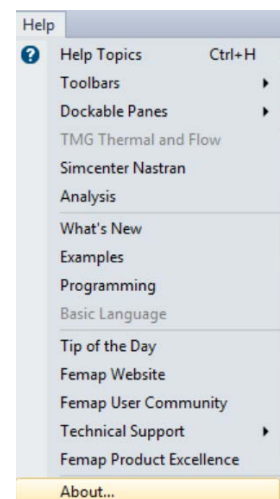 Help
Help Topics Ctrl+H
Toolbars
Dockable Panes
TMG Thermal and Flow
Simcenter Nastran
Analysis
What's New
Examples
Programming
Basic Language
Tip of the Day
Femap Website
Femap User Community
Technical Support
Femap Product Excellence
About...